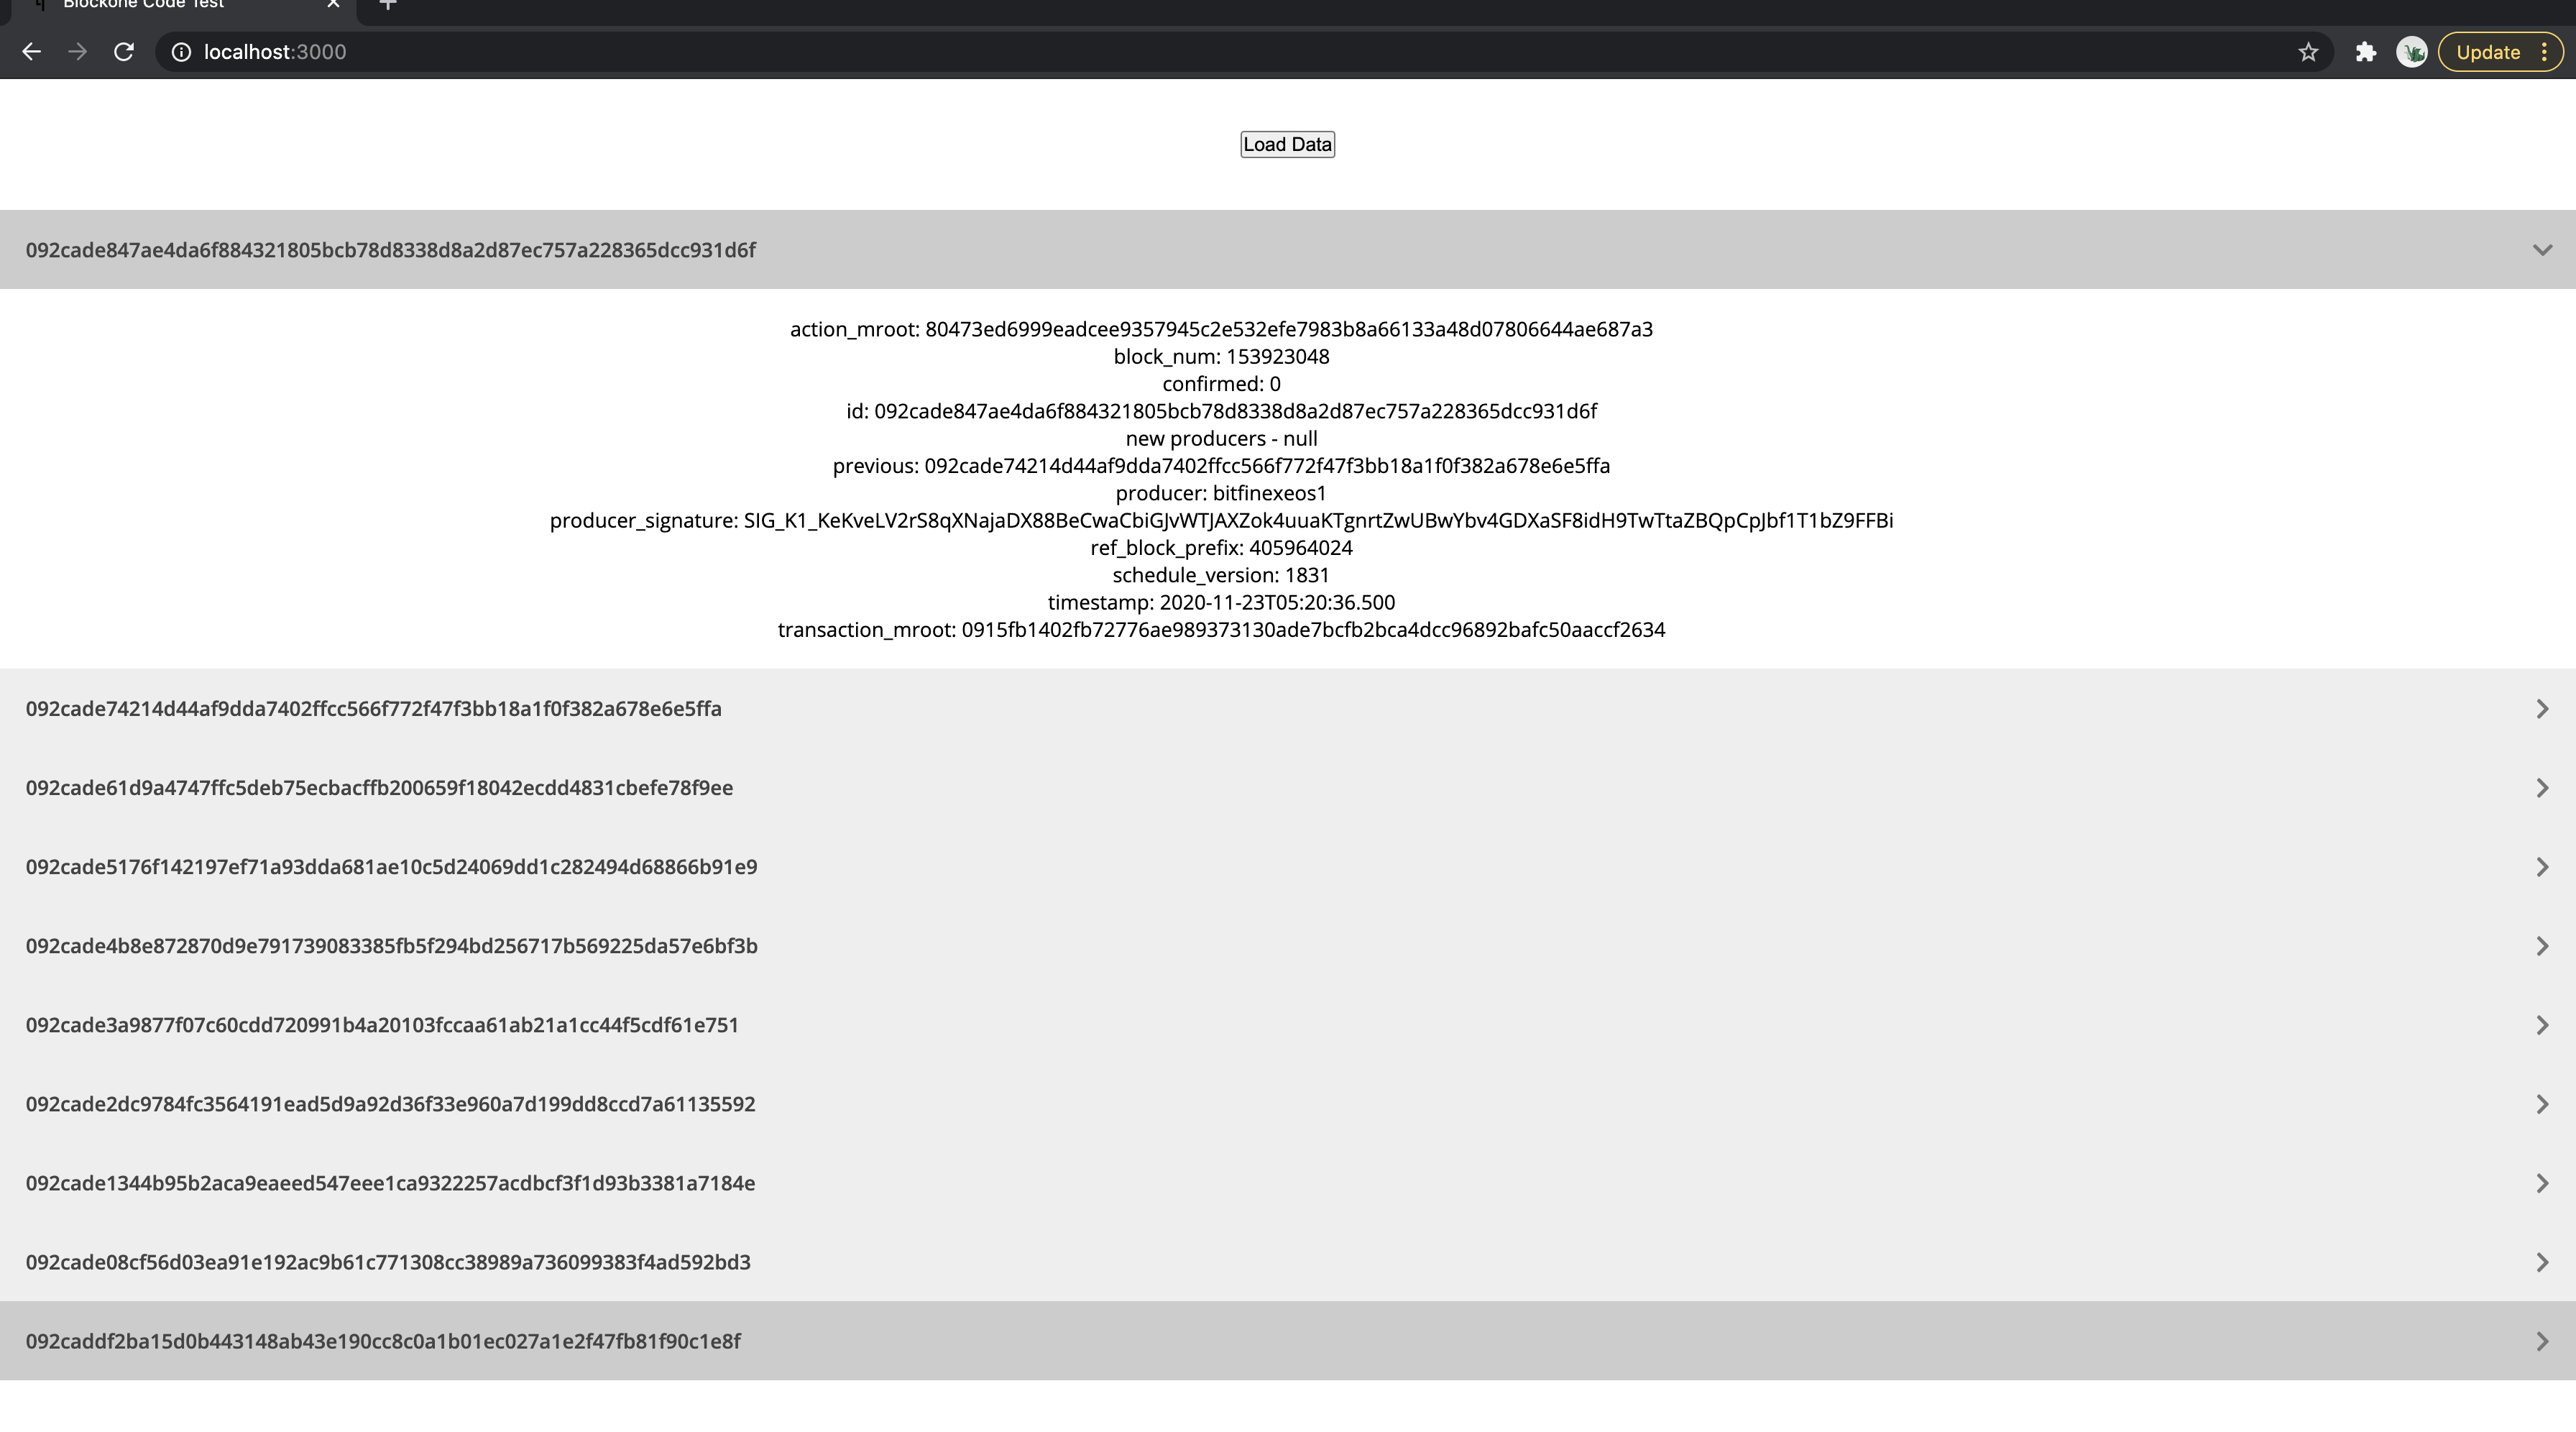 Blockone Code Test
localhost:3000
Update
Load Data
092cade847ae4da6f884321805bcb78d8338d8a2d87ec757a228365dcc931d6f
action_mroot: 80473ed6999eadcee9357945c2e532efe7983b8a66133a48d07806644ae687a3
block_num: 153923048
confirmed: 0
id: 092cade847ae4da6f884321805bcb78d8338d8a2d87ec757a228365dcc931d6f
new producers - null
previous: 092cade74214d44af9dda7402ffcc566f772f47f3bb18a1f0f382a678e6e5ffa
producer: bitfinexeos1
producer_signature: SIG_K1_KeKveLV2rS8qXNajaDX88BeCwaCbiGJvWTJAXZok4uuaKTgnrtZwUBwYbv4GDXaSF8idH9TwTtaZBQpCpJbf1T1bZ9FFBi
ref_block_prefix: 405964024
schedule_version: 1831
timestamp: 2020-11-23T05:20:36.500
transaction_mroot: 0915fb1402fb72776ae989373130ade7bcfb2bca4dcc96892bafc50aaccf2634
092cade74214d44af9dda7402ffcc566f772f47f3bb18a1f0f382a678e6e5ffa
092cade61d9a4747ffc5deb75ecbacffb200659f18042ecdd4831cbefe78f9ee
092cade5176f142197ef71a93dda681ae10c5d24069dd1c282494d68866b91e9
092cade4b8e872870d9e791739083385fb5f294bd256717b569225da57e6bf3b
092cade3a9877f07c60cdd720991b4a20103fccaa61ab21a1cc44f5cdf61e751
092cade2dc9784fc3564191ead5d9a92d36f33e960a7d199dd8ccd7a61135592
092cade1344b95b2aca9eaeed547eee1ca9322257acdbcf3f1d93b3381a7184e
092cade08cf56d03ea91e192ac9b61c771308cc38989a736099383f4ad592bd3
092caddf2ba15d0b443148ab43e190cc8c0a1b01ec027a1e2f47fb81f90c1e8f